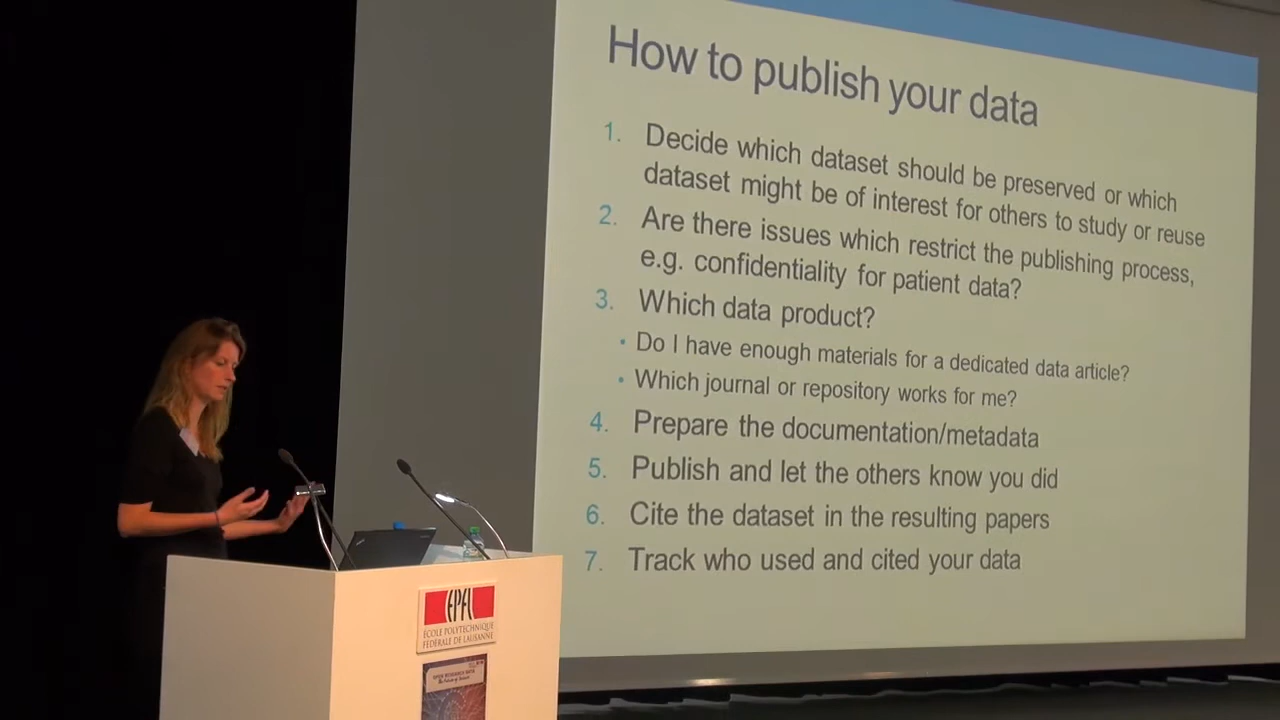 How to publish your data
1. Decide which dataset should be preserved or which
dataset might be of interest for others to study or reuse
2. Are there issues which restrict the publishing process,
e.g. confidentiality for patient data?
3. Which data product?
• Do I have enough materials for a dedicated data article?
• Which journal or repository works for me?
4. Prepare the documentation/metadata
5. Publish and let the others know you did
6. Cite the dataset in the resulting papers
7. Track who used and cited your data
EPFL
ÉCOLE POLYTECHNIQUE
FÉDÉRALE DE LAUSANNE
OPEN RESEARCH DATA